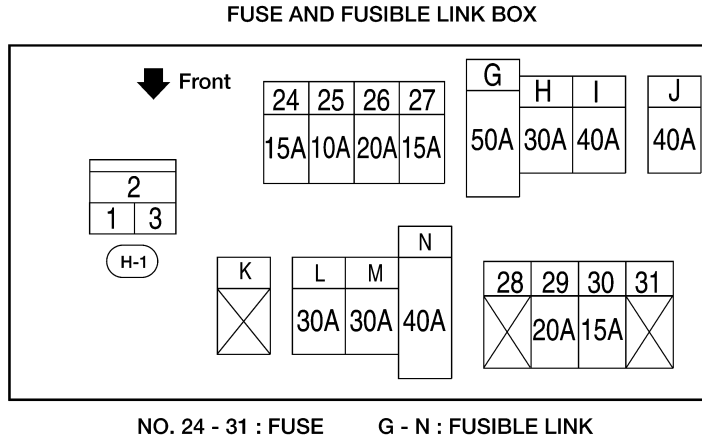 FUSE AND FUSIBLE LINK BOX
Front
24 25 26 27
15A 10A 20A 15A
G H I J
50A 30A 40A 40A
2
1 3
H-1
K L M N
30A 30A 40A
28 29 30 31
20A 15A
NO. 24 - 31 : FUSE G - N : FUSIBLE LINK